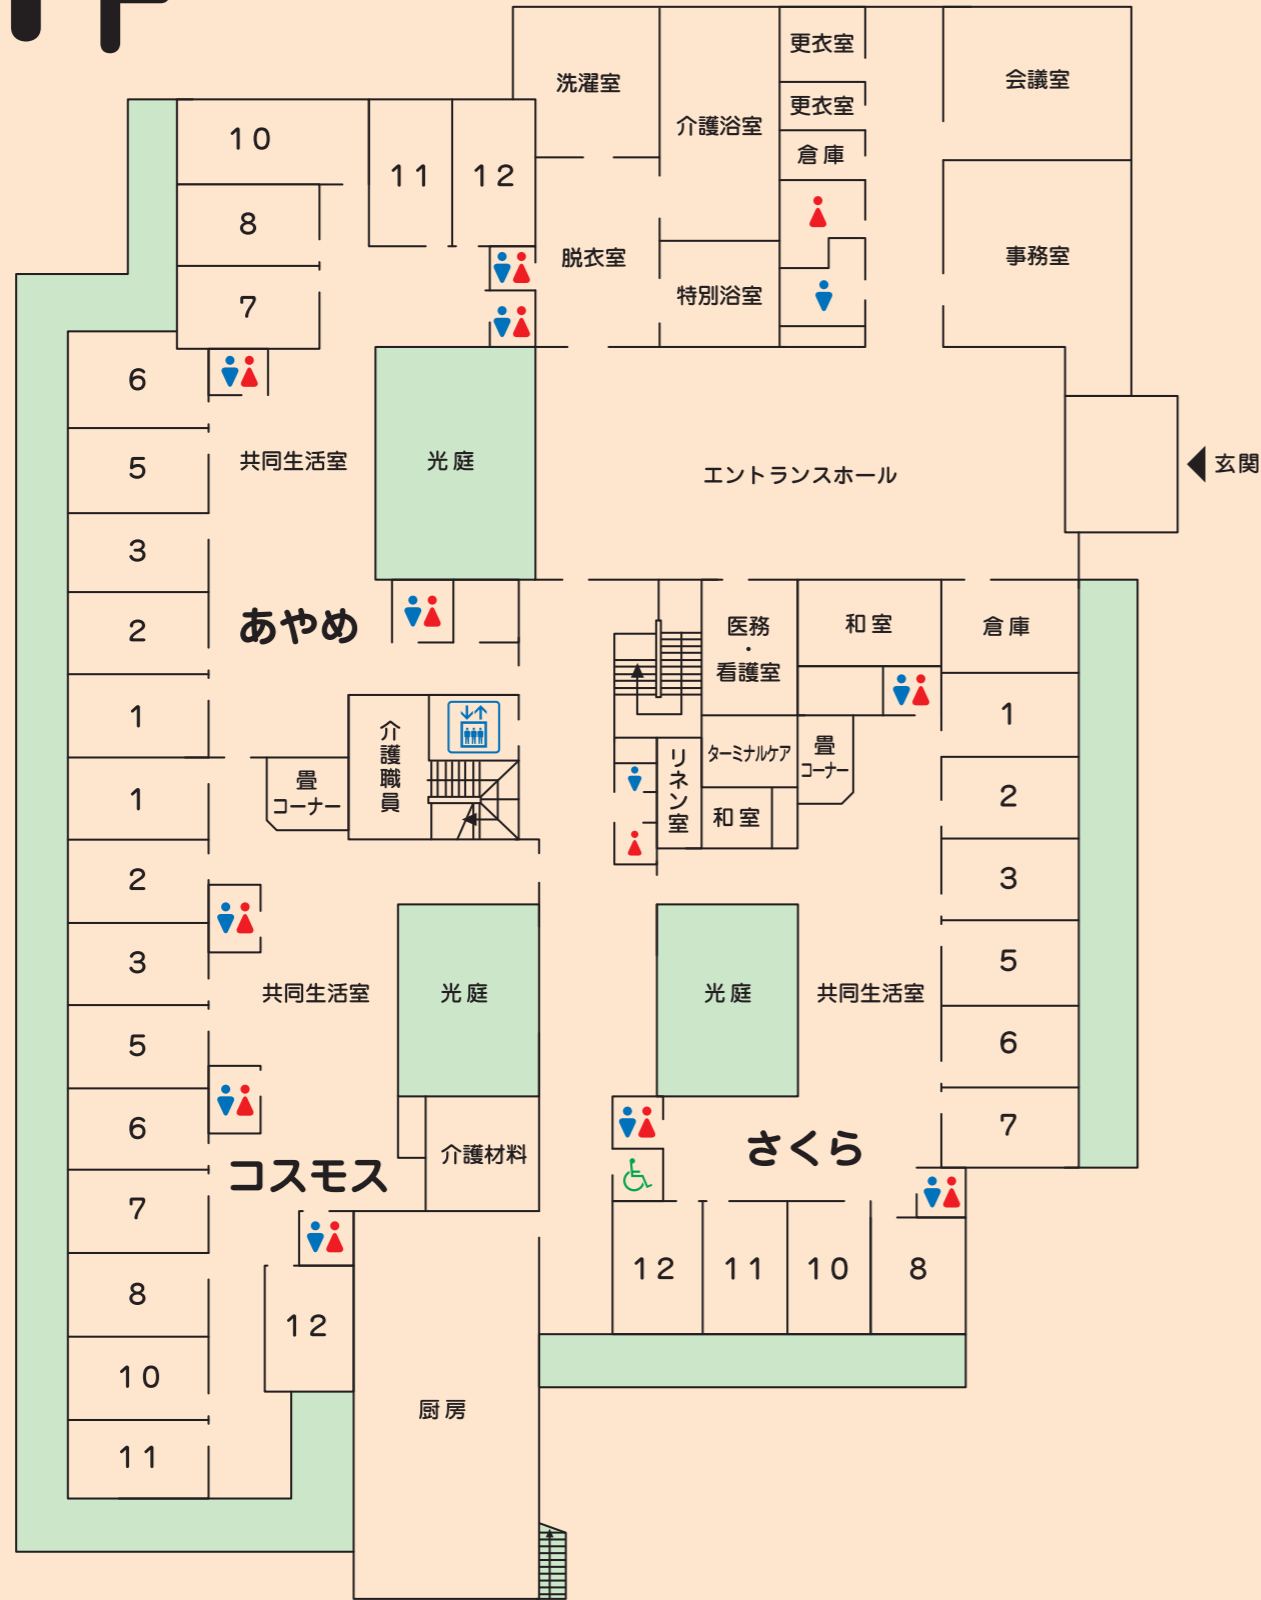 洗濯室
介護浴室
更衣室
更衣室
倉庫
会議室
事務室
脱衣室
特別浴室
10
11
12
8
7
6
5
3
2
1
共同生活室
光庭
エントランスホール
玄関
あやめ
介護職員
畳
コーナー
医務
・
看護室
和室
倉庫
ターミナルケア
畳
コーナー
リネン室
和室
1
2
3
5
6
7
8
10
11
12
共同生活室
光庭
介護材料
コスモス
12
厨房
光庭
共同生活室
さくら
1
2
3
5
6
7
12
11
10
8